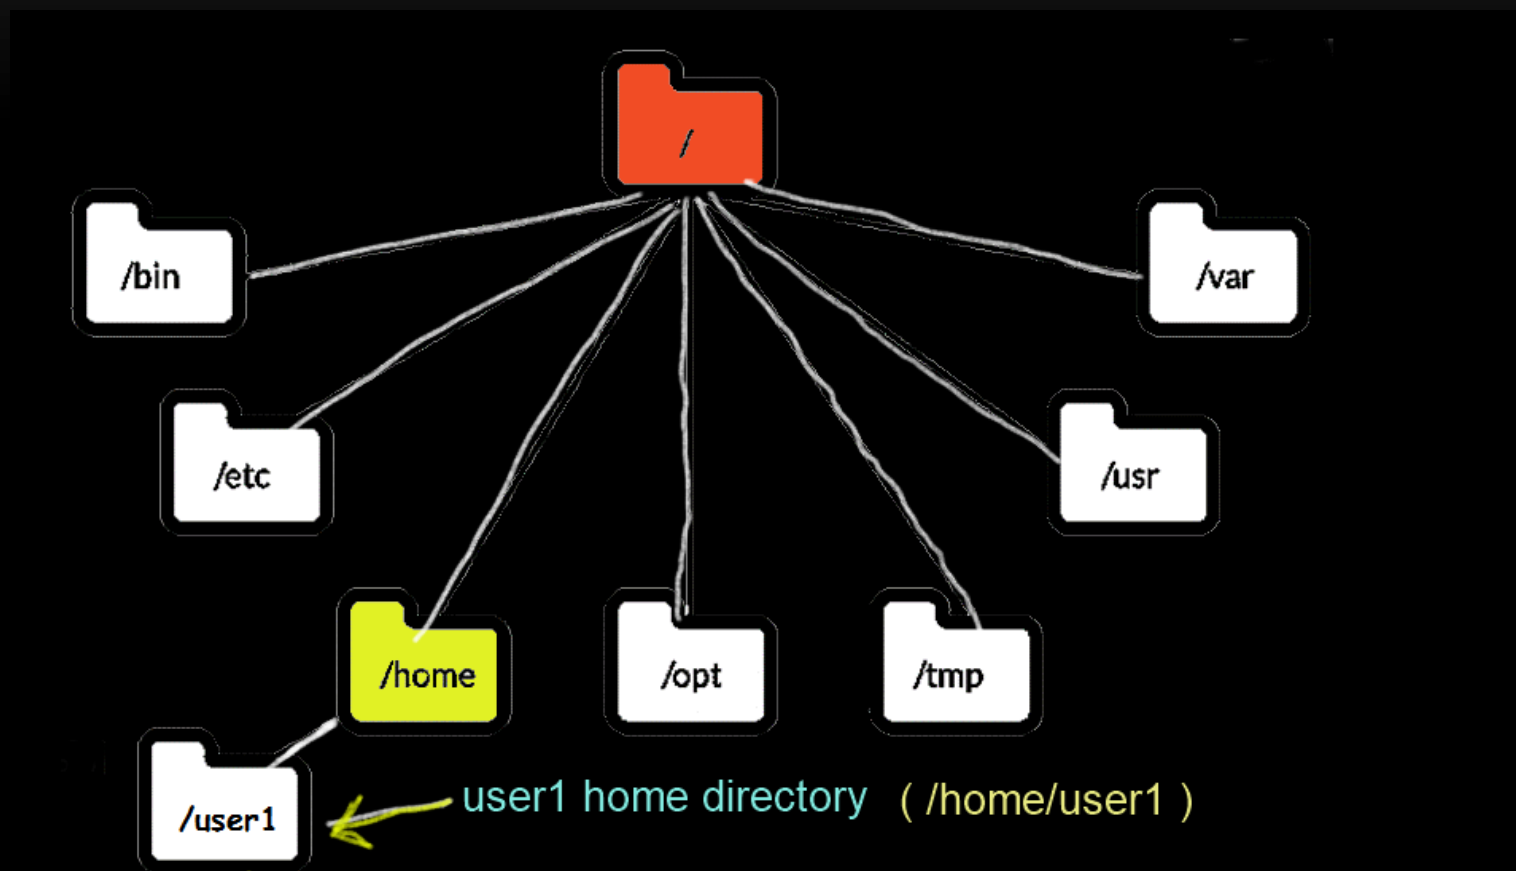 /
/bin
/var
/etc
/usr
/home
/opt
/tmp
user1 home directory ( /home/user1 )
/user1